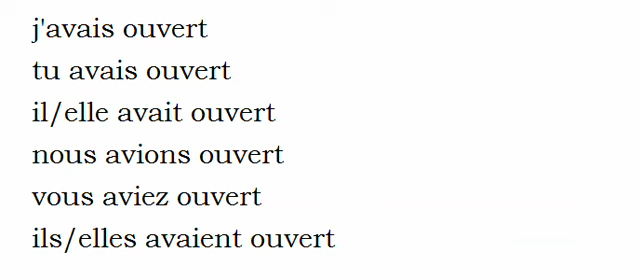 j'avais ouvert
tu avais ouvert
il/elle avait ouvert
nous avions ouvert
vous aviez ouvert
ils/elles avaient ouvert